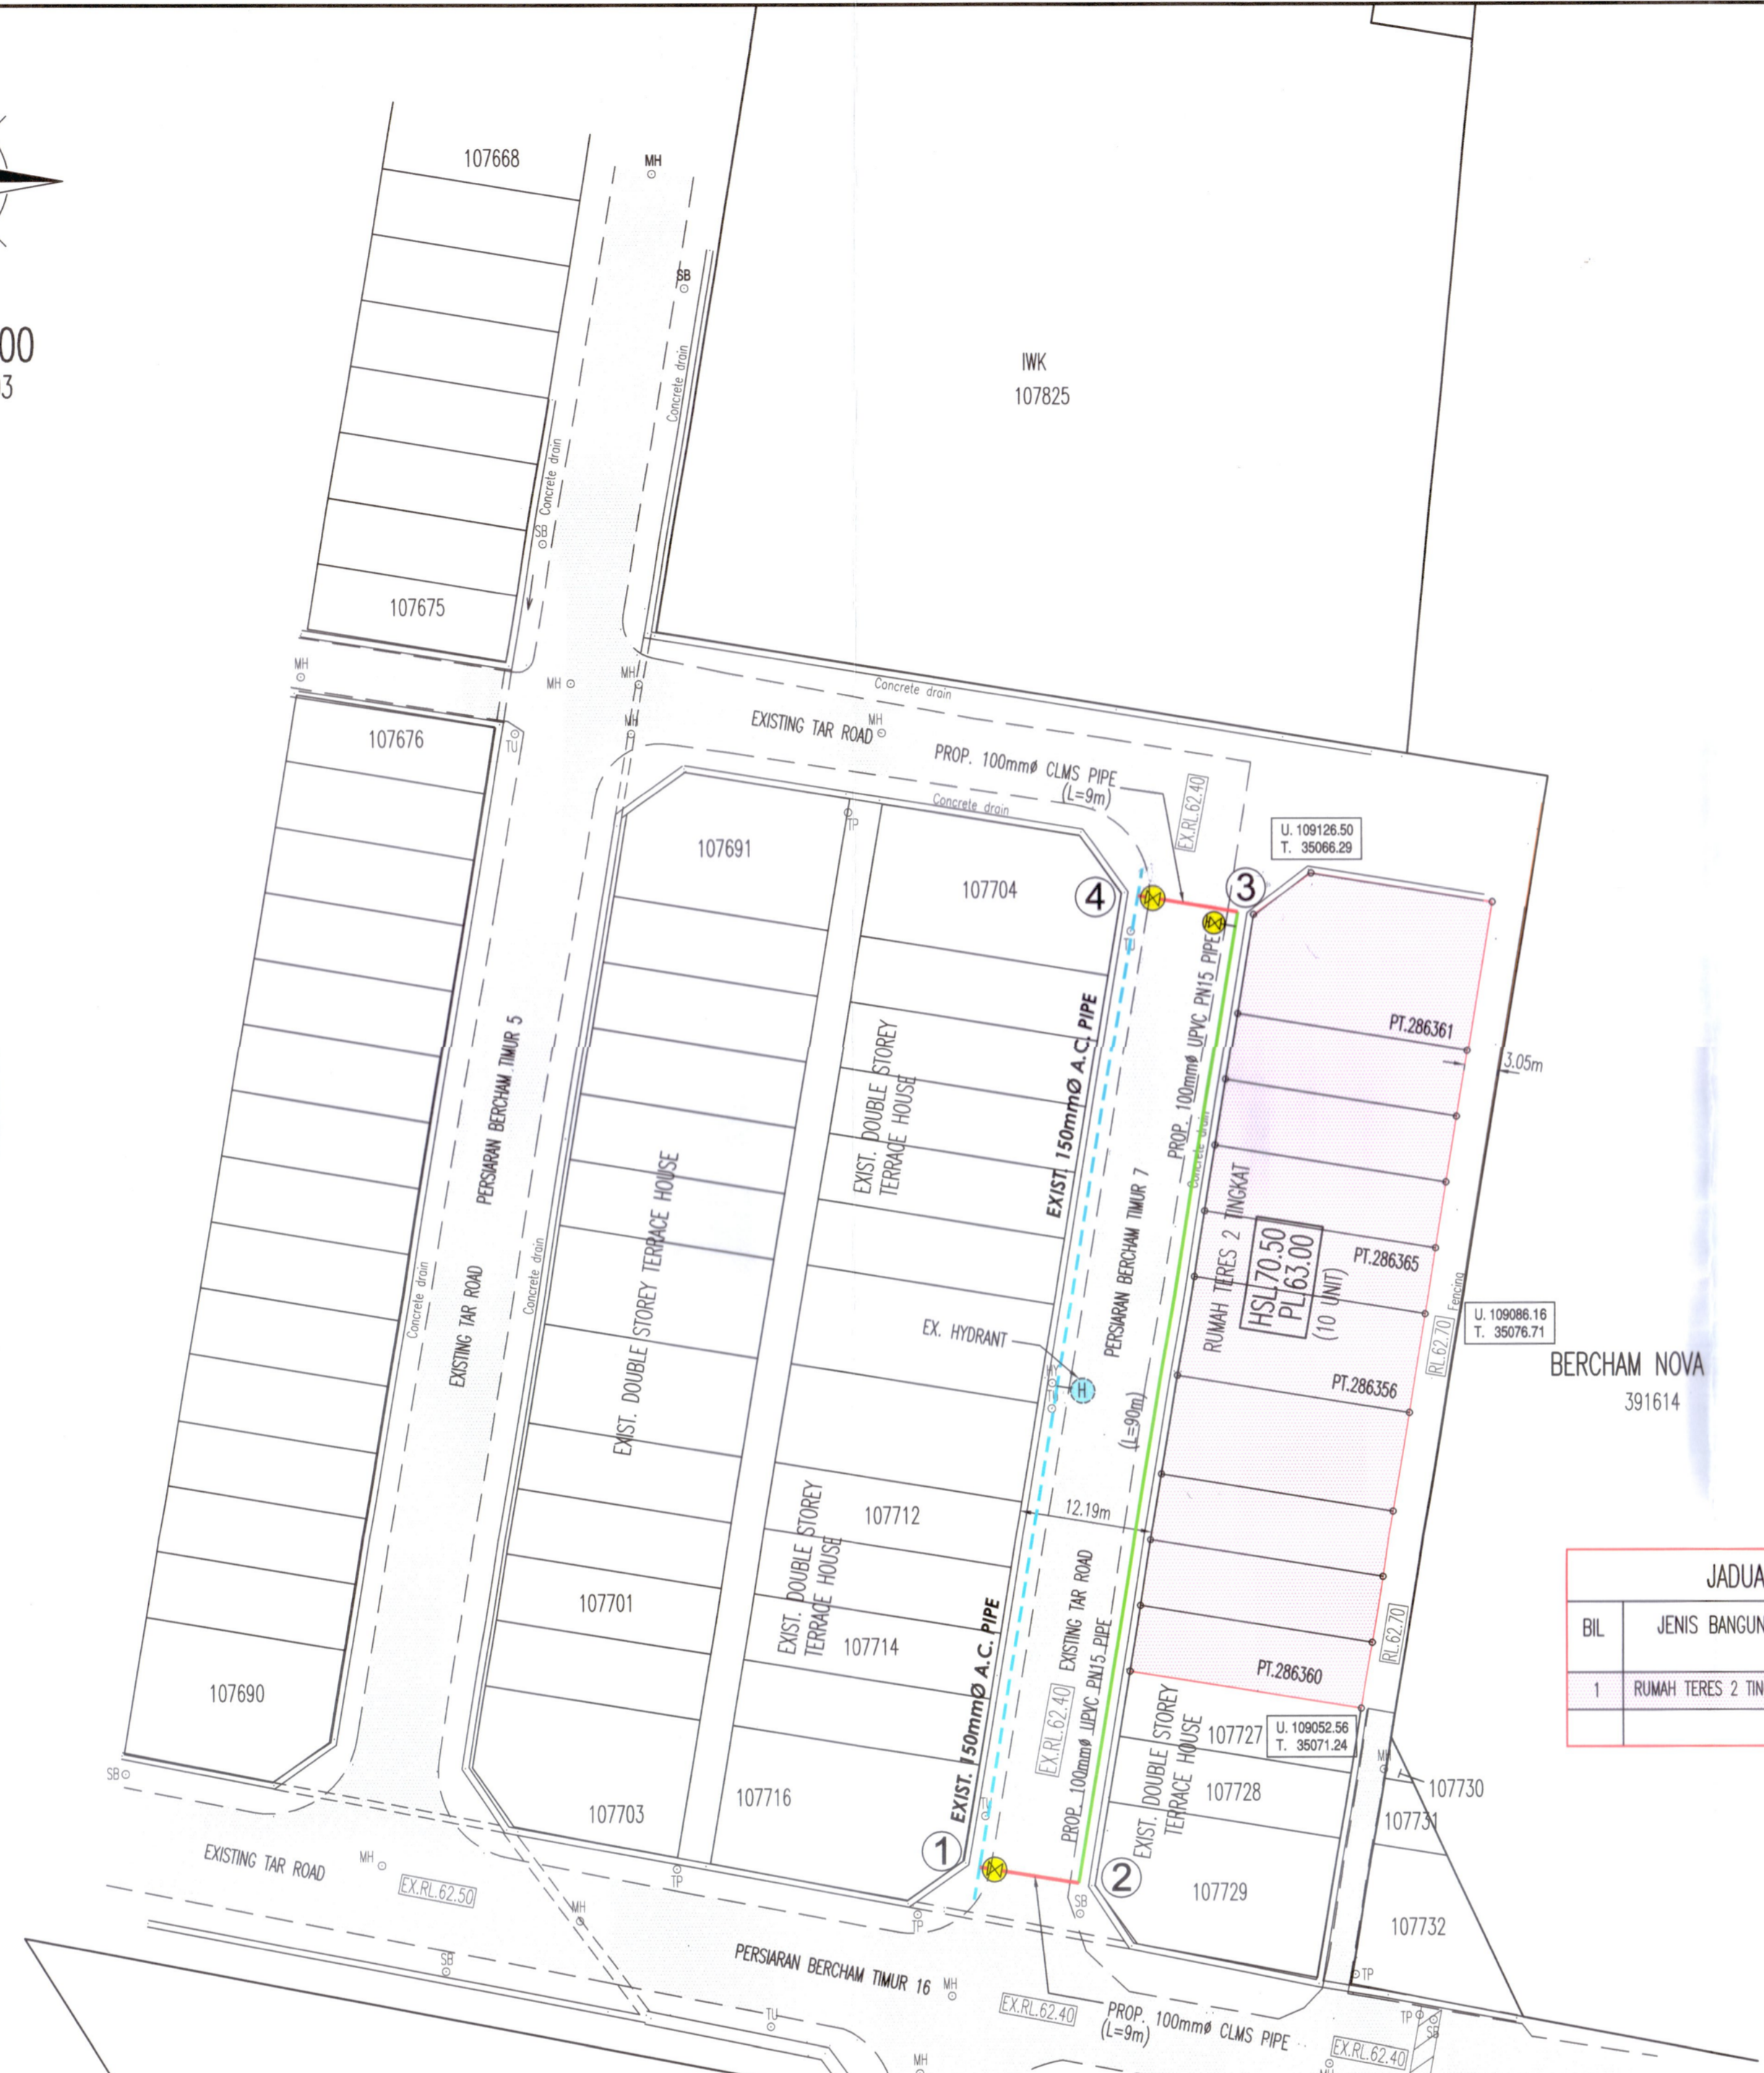 107668
MH
SB
Concrete drain
00
3
IWK
107825
Concrete drain
SB
107675
MH
MH
MH
MH
TU
107676
Concrete drain
EXISTING TAR ROAD
MH
PROP. 100mmø CLMS PIPE
(L=9m)
EX.RL.62.40
Concrete drain
TP
107691
107704
4
3
U. 109126.50
T. 35066.29
TU
PROP. 100mmø UPVC PN15 PIPE
PERSIARAN BERCHAM TIMUR 5
EXIST. DOUBLE STOREY
TERRACE HOUSE
EXIST. 150mmØ A.C. PIPE
PT.286361
3.05m
Concrete drain
PERSIARAN BERCHAM TIMUR 7
RUMAH TERES 2 TINGKAT
HSL70.50
PL63.00
(10 UNIT)
PT.286365
EXIST. DOUBLE STOREY TERRACE HOUSE
Concrete drain
Concrete drain
EXISTING TAR ROAD
EX. HYDRANT
H
Fencing
RL.62.70
U. 109086.16
T. 35076.71
BERCHAM NOVA
391614
PT.286356
(L=90m)
12.19m
107712
EXIST. DOUBLE STOREY
TERRACE HOUSE
107701
107714
EXISTING TAR ROAD
EXIST. 150mmØ A.C. PIPE
PROP. 100mmø UPVC PN15 PIPE
EX.RL.62.40
RL.62.70
JADUA
BIL
JENIS BANGUN
1
RUMAH TERES 2 TIN
PT.286360
107690
EXIST. DOUBLE STOREY
TERRACE HOUSE
107727
U. 109052.56
T. 35071.24
MH
107728
107730
107731
SB
107703
107716
TU
1
2
EXISTING TAR ROAD
MH
EX.RL.62.50
TP
SB
107729
107732
MH
TP
SB
PERSIARAN BERCHAM TIMUR 16
MH
TP
EX.RL.62.40
PROP. 100mmø CLMS PIPE
(L=9m)
TU
TP
SB
EX.RL.62.40
MH
MH